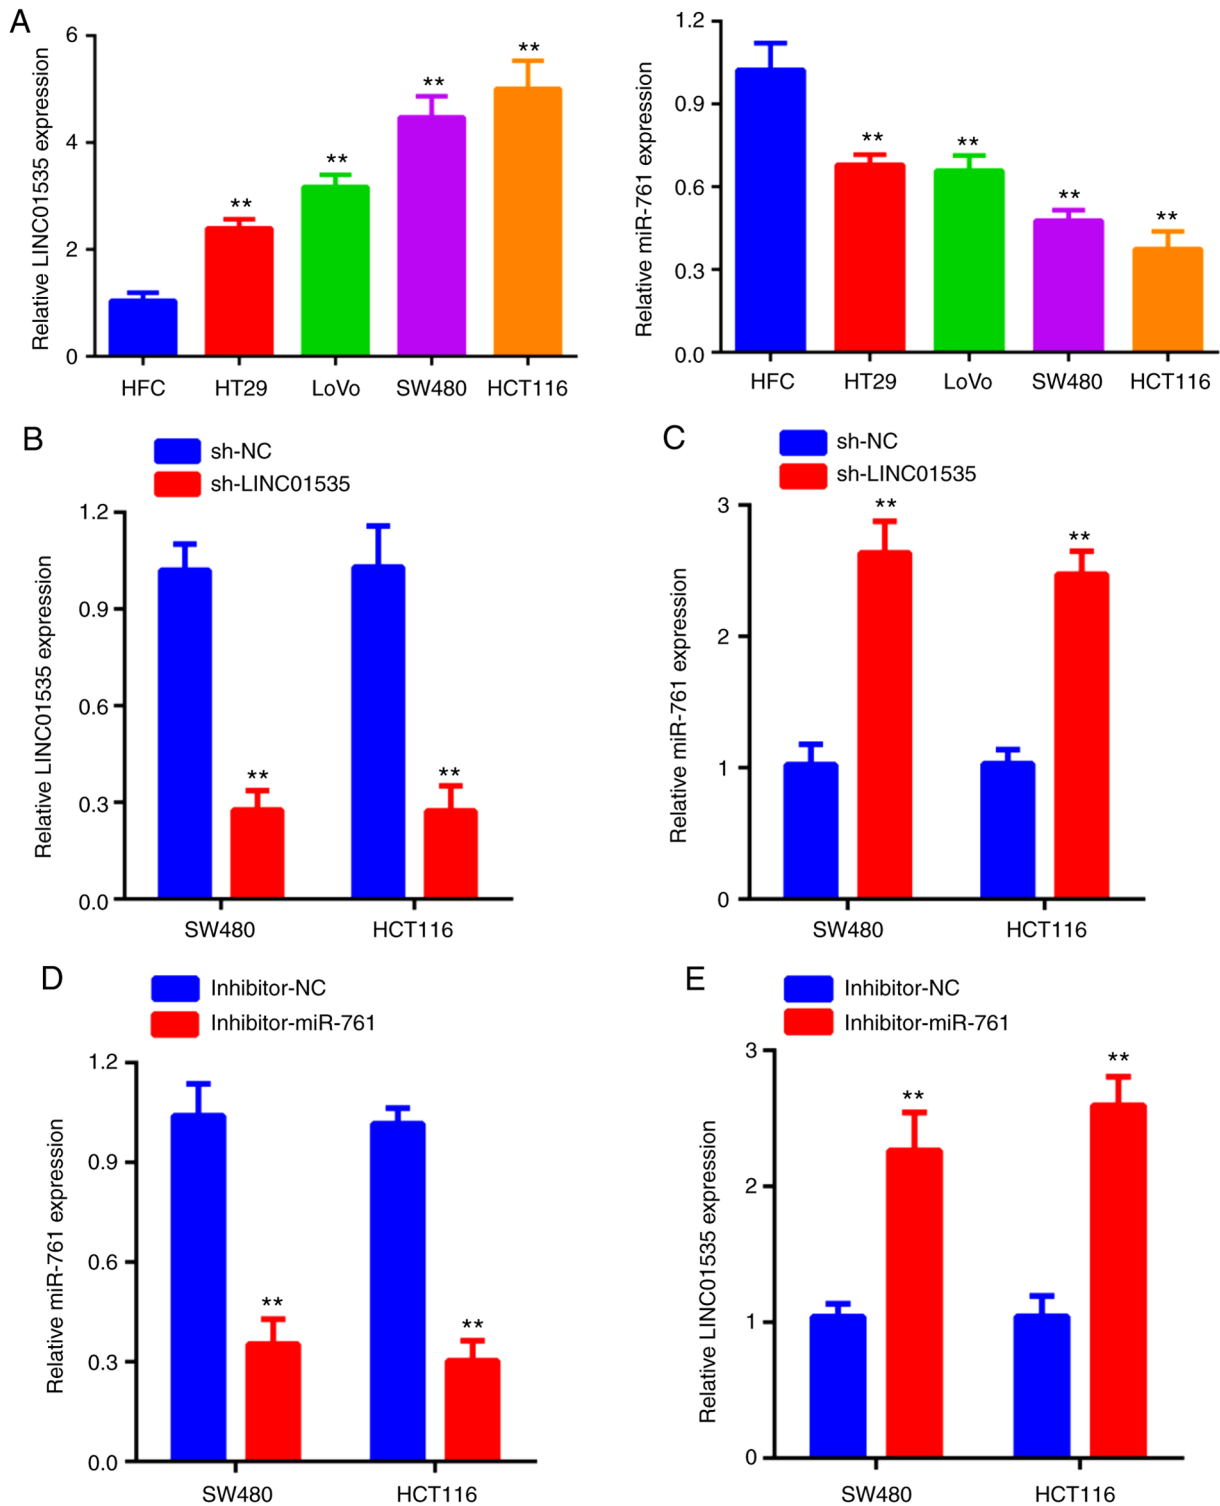 A
Relative LINC01535 expression
6
4
2
0
** ** ** **
HFC HT29 LoVo SW480 HCT116
Relative miR-761 expression
1.2
0.9
0.6
0.3
0.0
** ** ** **
HFC HT29 LoVo SW480 HCT116
B
sh-NC
sh-LINC01535
Relative LINC01535 expression
1.2
0.9
0.6
0.3
0.0
** **
SW480 HCT116
C
sh-NC
sh-LINC01535
Relative miR-761 expression
3
2
1
0
** **
SW480 HCT116
D
Inhibitor-NC
Inhibitor-miR-761
Relative miR-761 expression
1.2
0.9
0.6
0.3
0.0
** **
SW480 HCT116
E
Inhibitor-NC
Inhibitor-miR-761
Relative LINC01535 expression
3
2
1
0
** **
SW480 HCT116